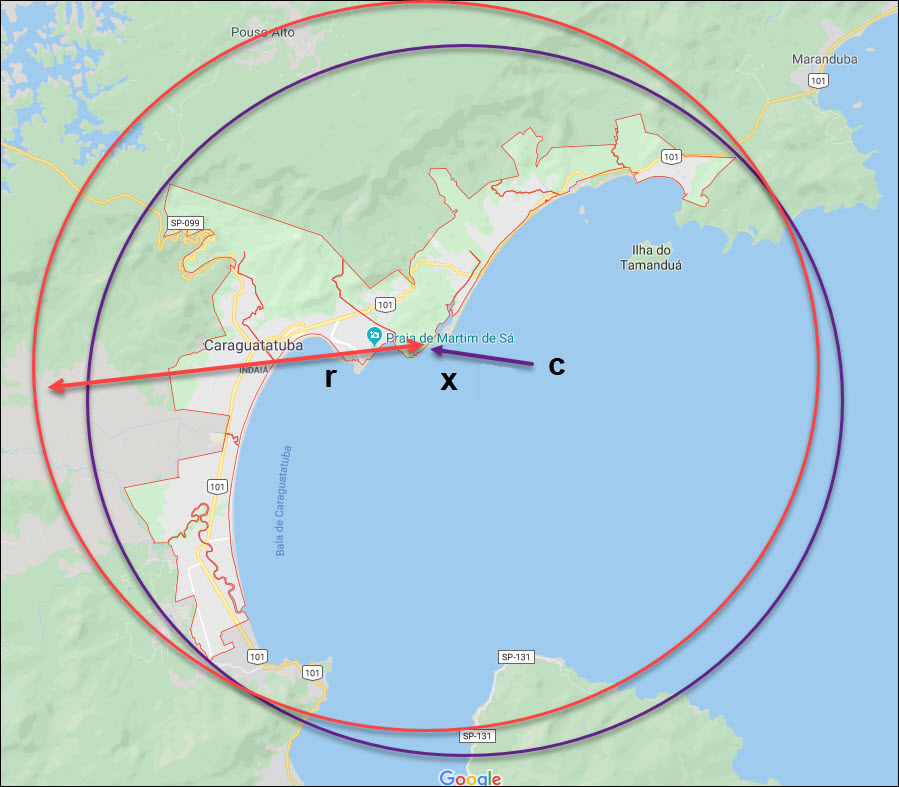 Pouso Alto
Maranduba
101
101
SP-099
Ilha do
Tamanduá
101
Praia de Martim de Sá
Caraguatatuba
INDAIÁ
r
x
c
Baía de Caraguatatuba
101
101
SP-131
101
SP-131
Google